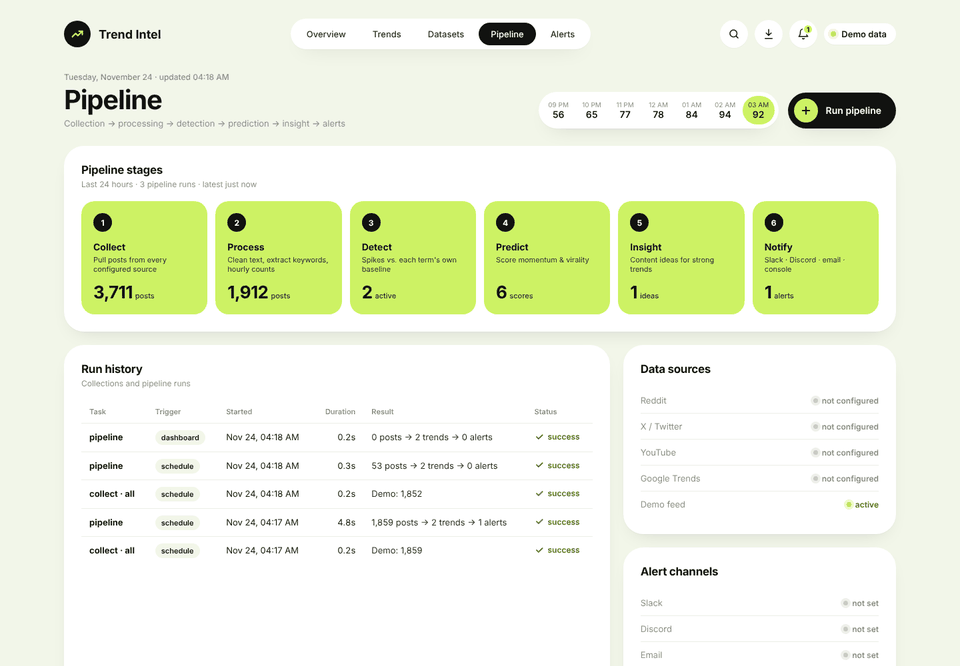 Trend Intel
Overview Trends Datasets Pipeline Alerts
1
Demo data
Tuesday, November 24 · updated 04:18 AM
Pipeline
Collection → processing → detection → prediction → insight → alerts
09 PM 10 PM 11 PM 12 AM 01 AM 02 AM 03 AM
56 65 77 78 84 94 92
+ Run pipeline
Pipeline stages
Last 24 hours · 3 pipeline runs · latest just now
1
Collect
Pull posts from every
configured source
3,711 posts
2
Process
Clean text, extract keywords,
hourly counts
1,912 posts
3
Detect
Spikes vs. each term's own
baseline
2 active
4
Predict
Score momentum & virality
6 scores
5
Insight
Content ideas for strong
trends
1 ideas
6
Notify
Slack · Discord · email ·
console
1 alerts
Run history
Collections and pipeline runs
Task Trigger Started Duration Result Status
pipeline dashboard Nov 24, 04:18 AM 0.2s 0 posts → 2 trends → 0 alerts success
pipeline schedule Nov 24, 04:18 AM 0.3s 53 posts → 2 trends → 0 alerts success
collect · all schedule Nov 24, 04:18 AM 0.2s Demo: 1,852 success
pipeline schedule Nov 24, 04:17 AM 4.8s 1,859 posts → 2 trends → 1 alerts success
collect · all schedule Nov 24, 04:17 AM 0.2s Demo: 1,859 success
Data sources
Reddit not configured
X / Twitter not configured
YouTube not configured
Google Trends not configured
Demo feed active
Alert channels
Slack not set
Discord not set
Email not set